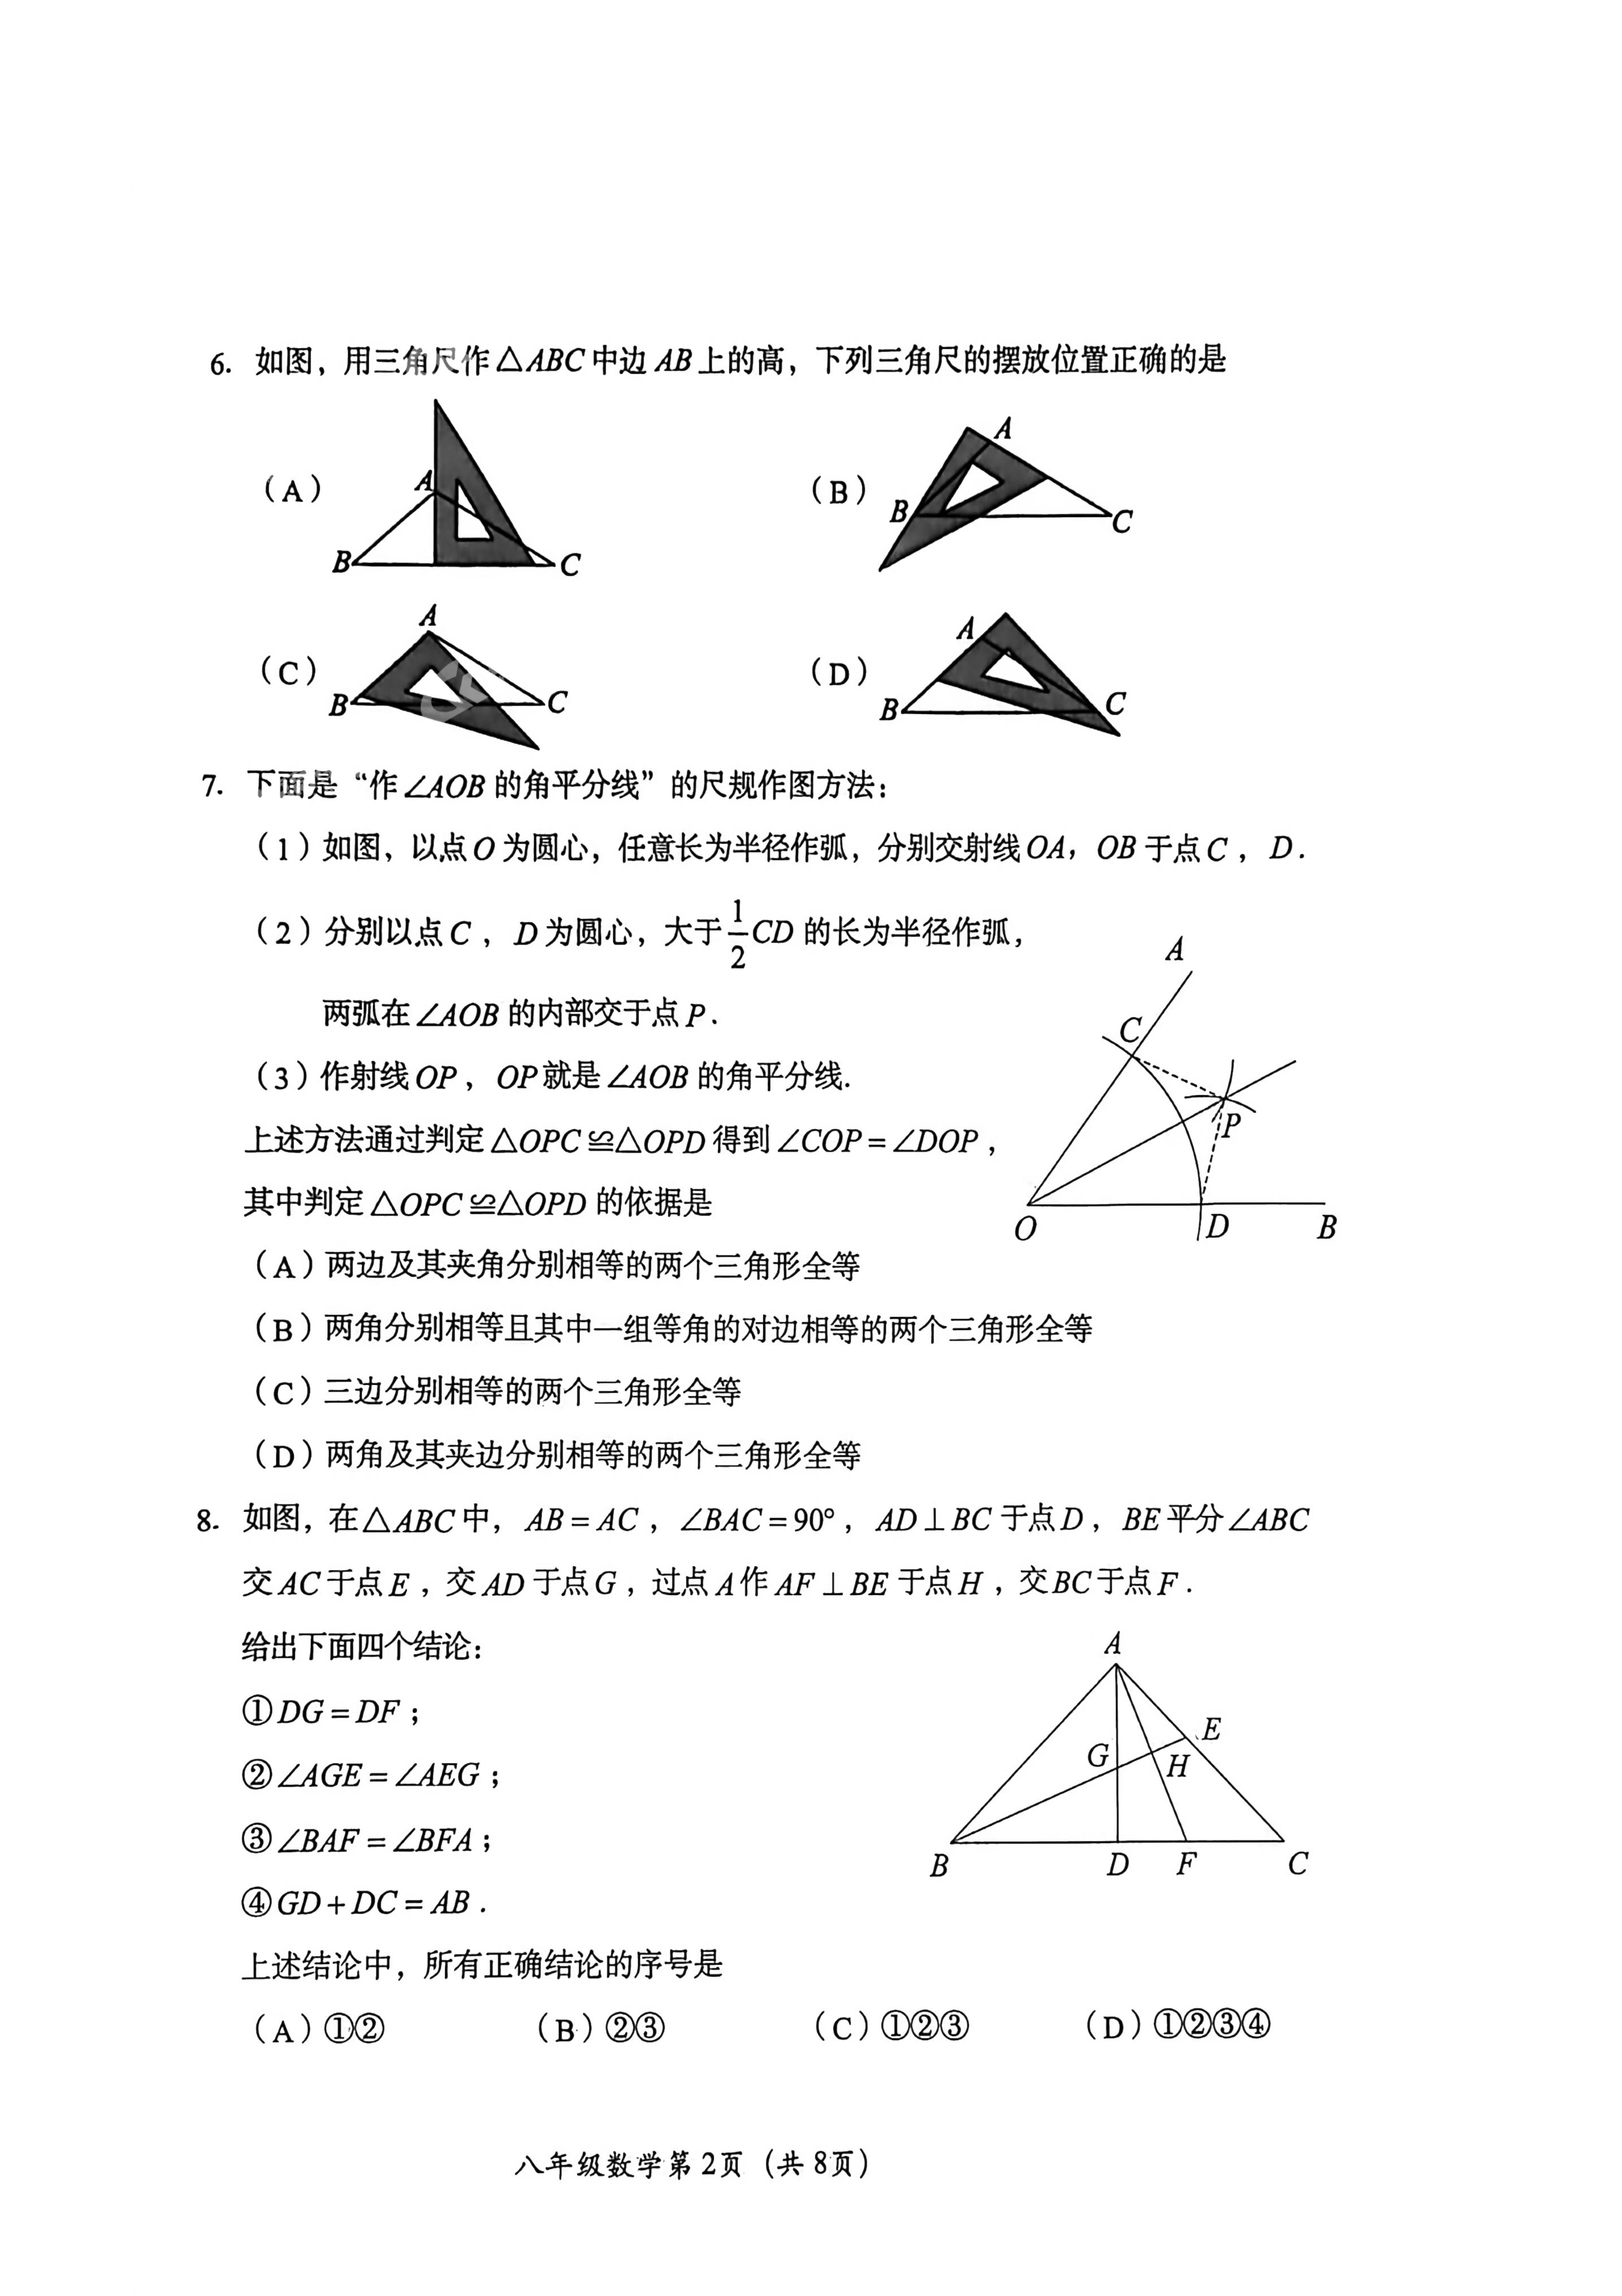 6. 如图，用三角尺作△ABC中边AB上的高，下列三角尺的摆放位置正确的是
A A
（A） （B）
B C B C
A A
（C） （D）
B C B C
7. 下面是“作∠AOB的角平分线”的尺规作图方法：
（1）如图，以点O为圆心，任意长为半径作弧，分别交射线OA，OB于点C，D．
（2）分别以点C，D为圆心，大于1/2CD的长为半径作弧，
两弧在∠AOB的内部交于点P．
（3）作射线OP，OP就是∠AOB的角平分线.
上述方法通过判定△OPC≌△OPD得到∠COP=∠DOP，
其中判定△OPC≌△OPD的依据是
A
C
P
O D B
（A）两边及其夹角分别相等的两个三角形全等
（B）两角分别相等且其中一组等角的对边相等的两个三角形全等
（C）三边分别相等的两个三角形全等
（D）两角及其夹边分别相等的两个三角形全等
8. 如图，在△ABC中，AB=AC，∠BAC=90°，AD⊥BC于点D，BE平分∠ABC
交AC于点E，交AD于点G，过点A作AF⊥BE于点H，交BC于点F．
给出下面四个结论：
①DG=DF；
②∠AGE=∠AEG；
③∠BAF=∠BFA；
④GD+DC=AB．
A
E
G H
B D F C
上述结论中，所有正确结论的序号是
（A）①② （B）②③ （C）①②③ （D）①②③④
八年级数学第2页（共8页）